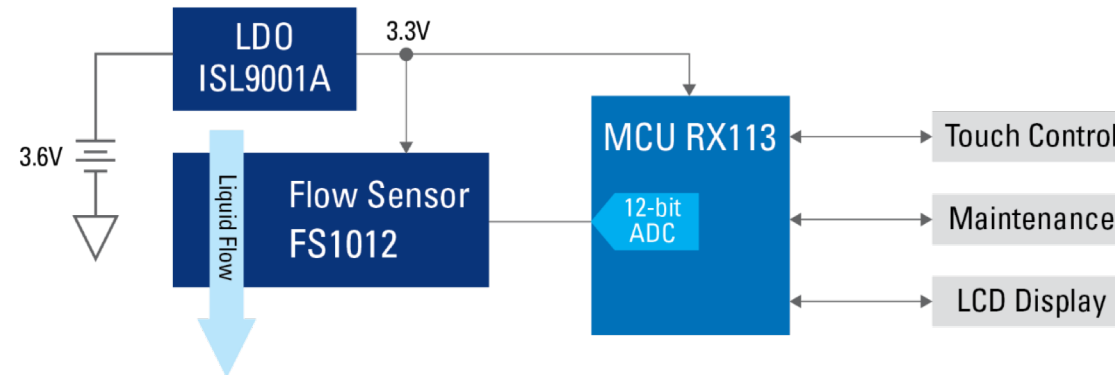 LDO
ISL9001A
3.3V
3.6V
Liquid Flow
Flow Sensor
FS1012
MCU RX113
12-bit
ADC
Touch Control
Maintenance
LCD Display